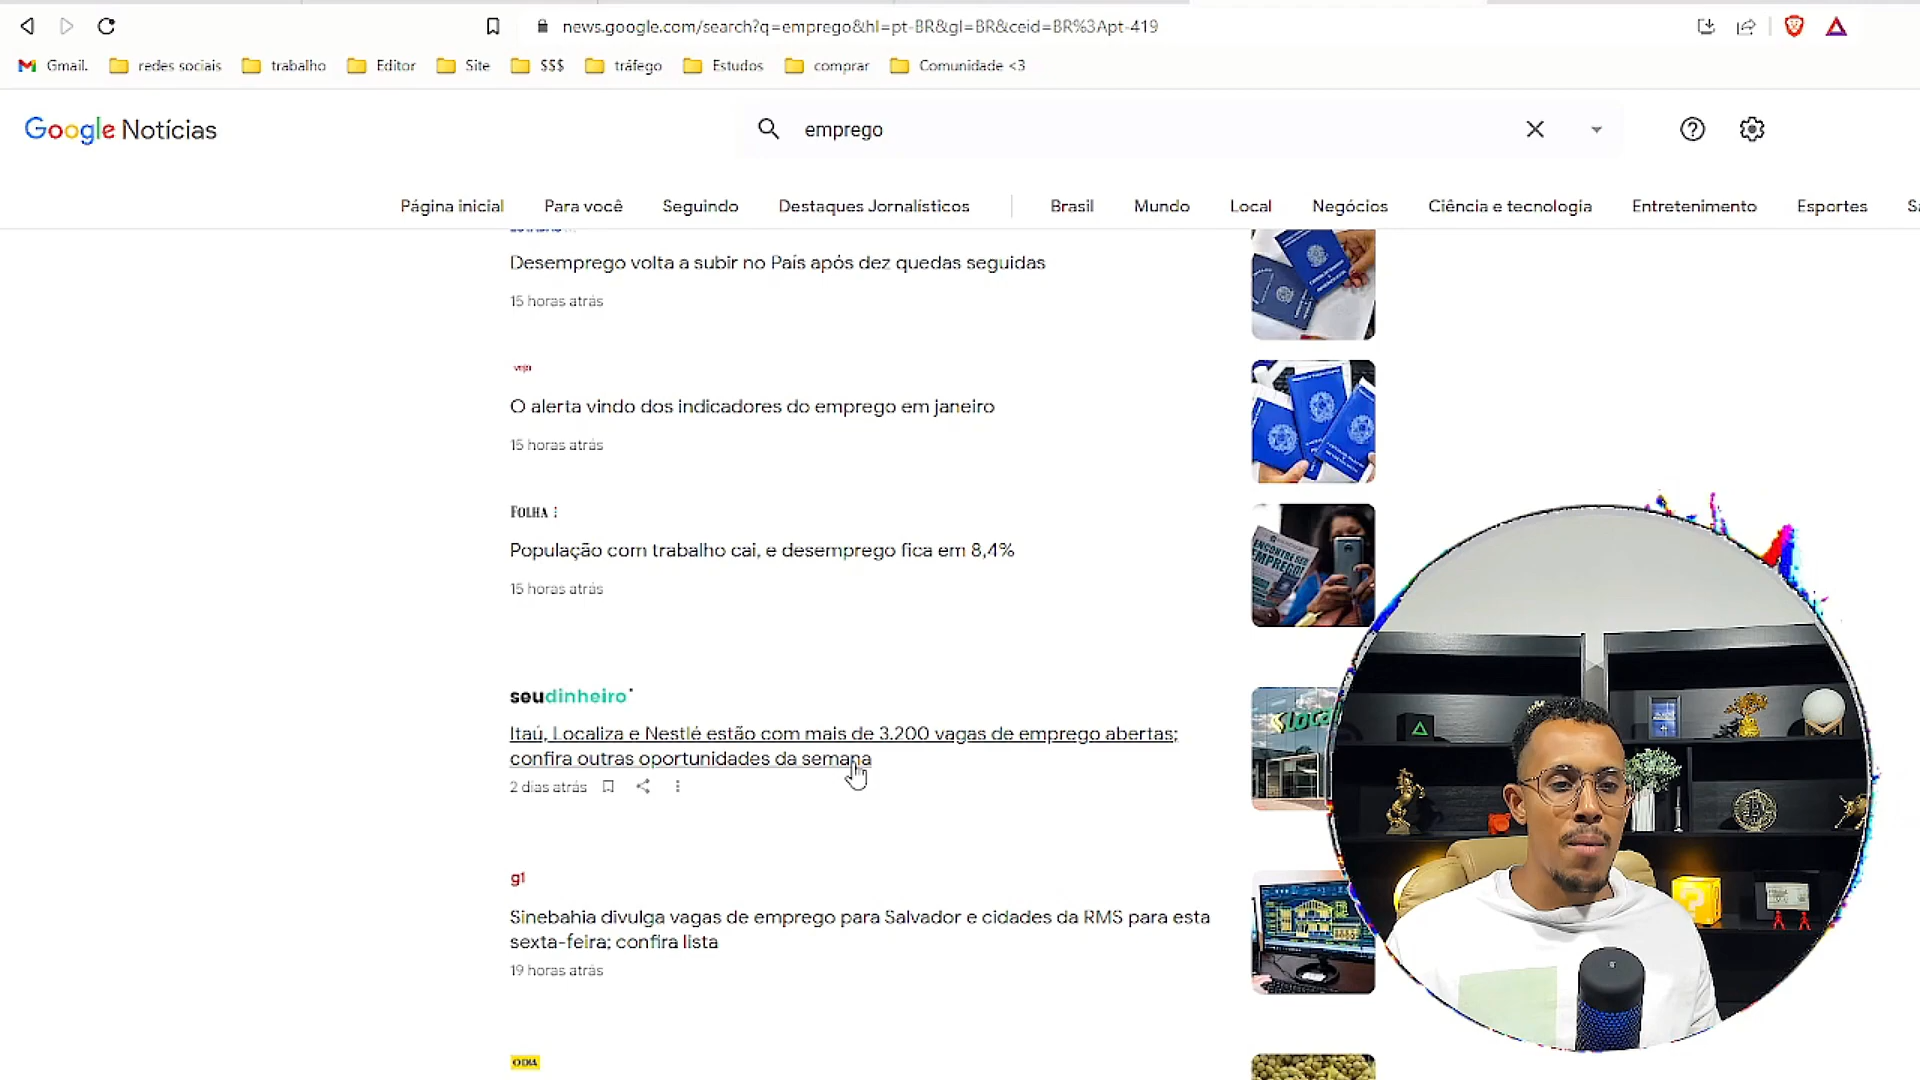 news.google.com/search?q=emprego&hl=pt-BR&gl=BR&ceid=BR%3Apt-419
Gmail. redes sociais trabalho Editor Site $$$ tráfego Estudos comprar Comunidade <3
Google Notícias
emprego
Página inicial Para você Seguindo Destaques Jornalísticos Brasil Mundo Local Negócios Ciência e tecnologia Entretenimento Esportes
Desemprego volta a subir no País após dez quedas seguidas
15 horas atrás
veja
O alerta vindo dos indicadores do emprego em janeiro
15 horas atrás
FOLHA
População com trabalho cai, e desemprego fica em 8,4%
15 horas atrás
ENCONTRE SEU
EMPREGO!
seudinheiro
Itaú, Localiza e Nestlé estão com mais de 3.200 vagas de emprego abertas;
confira outras oportunidades da semana
2 dias atrás
g1
Sinebahia divulga vagas de emprego para Salvador e cidades da RMS para esta
sexta-feira; confira lista
19 horas atrás
O DIA